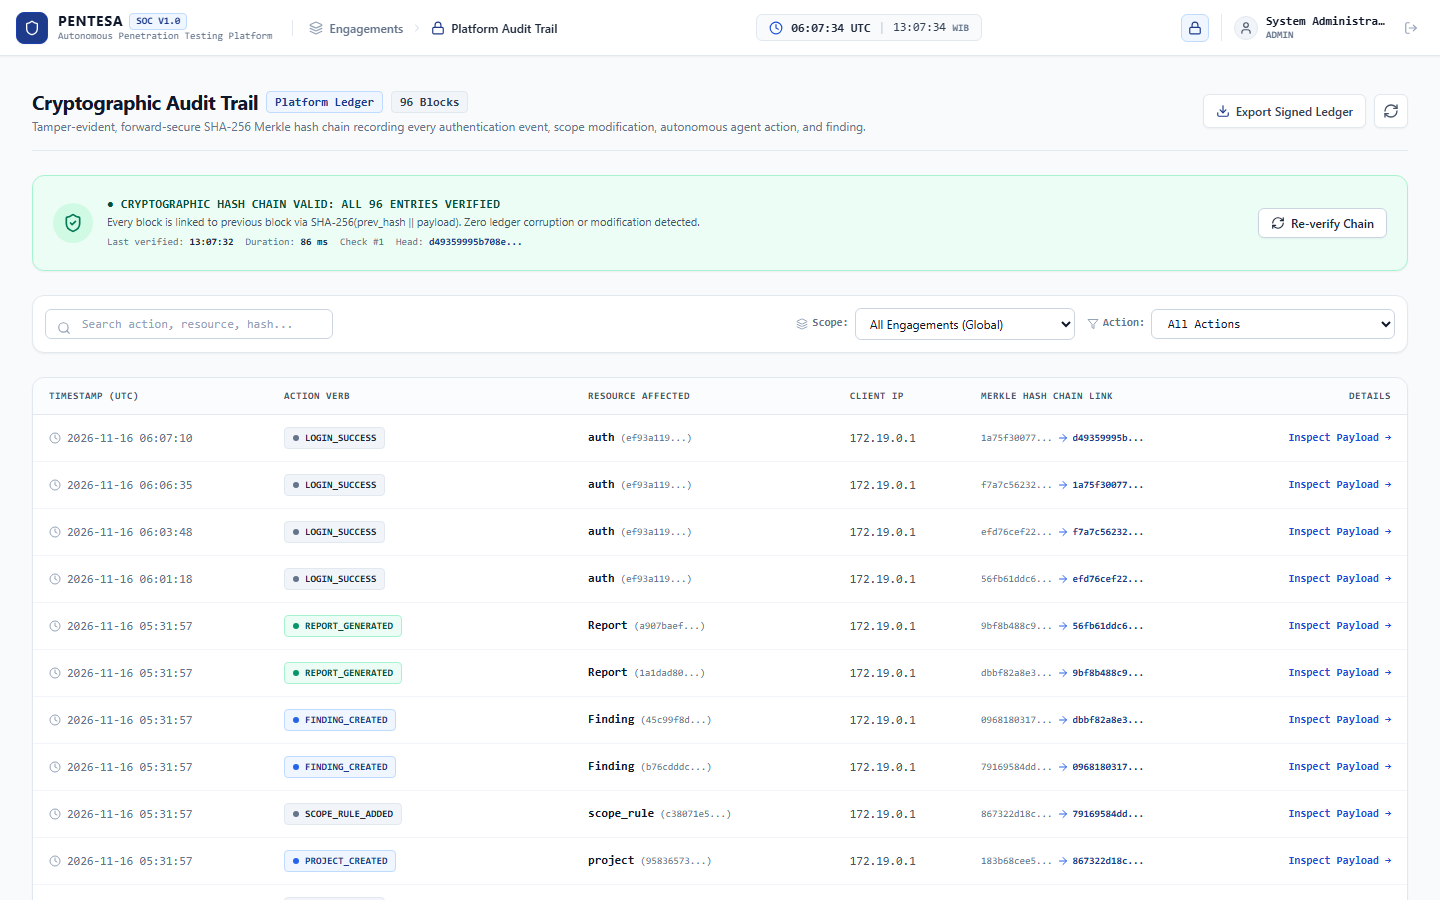 PENTESA SOC V1.0
Autonomous Penetration Testing Platform
Engagements
Platform Audit Trail
06:07:34 UTC | 13:07:34 WIB
System Administra...
ADMIN
Cryptographic Audit Trail Platform Ledger 96 Blocks
Tamper-evident, forward-secure SHA-256 Merkle hash chain recording every authentication event, scope modification, autonomous agent action, and finding.
Export Signed Ledger
● CRYPTOGRAPHIC HASH CHAIN VALID: ALL 96 ENTRIES VERIFIED
Every block is linked to previous block via SHA-256(prev_hash || payload). Zero ledger corruption or modification detected.
Last verified: 13:07:32 Duration: 86 ms Check #1 Head: d49359995b708e...
Re-verify Chain
Search action, resource, hash...
Scope: All Engagements (Global)
Action: All Actions
TIMESTAMP (UTC) ACTION VERB RESOURCE AFFECTED CLIENT IP MERKLE HASH CHAIN LINK DETAILS
2026-11-16 06:07:10 LOGIN_SUCCESS auth (ef93a119...) 172.19.0.1 1a75f30077... → d49359995b... Inspect Payload →
2026-11-16 06:06:35 LOGIN_SUCCESS auth (ef93a119...) 172.19.0.1 f7a7c56232... → 1a75f30077... Inspect Payload →
2026-11-16 06:03:48 LOGIN_SUCCESS auth (ef93a119...) 172.19.0.1 efd76cef22... → f7a7c56232... Inspect Payload →
2026-11-16 06:01:18 LOGIN_SUCCESS auth (ef93a119...) 172.19.0.1 56fb61ddc6... → efd76cef22... Inspect Payload →
2026-11-16 05:31:57 REPORT_GENERATED Report (a907baef...) 172.19.0.1 9bf8b488c9... → 56fb61ddc6... Inspect Payload →
2026-11-16 05:31:57 REPORT_GENERATED Report (1a1dad80...) 172.19.0.1 dbbf82a8e3... → 9bf8b488c9... Inspect Payload →
2026-11-16 05:31:57 FINDING_CREATED Finding (45c99f8d...) 172.19.0.1 0968180317... → dbbf82a8e3... Inspect Payload →
2026-11-16 05:31:57 FINDING_CREATED Finding (b76cdddc...) 172.19.0.1 79169584dd... → 0968180317... Inspect Payload →
2026-11-16 05:31:57 SCOPE_RULE_ADDED scope_rule (c38071e5...) 172.19.0.1 867322d18c... → 79169584dd... Inspect Payload →
2026-11-16 05:31:57 PROJECT_CREATED project (95836573...) 172.19.0.1 183b68cee5... → 867322d18c... Inspect Payload →